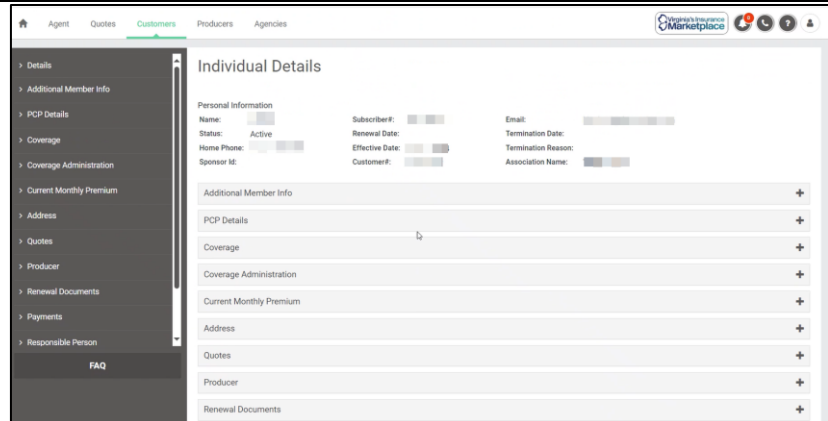 Agent Quotes Customers Producers Agencies
Virginia's Insurance
Marketplace
> Details
> Additional Member Info
> PCP Details
> Coverage
> Coverage Administration
> Current Monthly Premium
> Address
> Quotes
> Producer
> Renewal Documents
> Payments
> Responsible Person
FAQ
Individual Details
Personal Information
Name: Subscriber#: Email:
Status: Active Renewal Date: Termination Date:
Home Phone: Effective Date: Termination Reason:
Sponsor Id: Customer#: Association Name:
Additional Member Info +
PCP Details +
Coverage +
Coverage Administration +
Current Monthly Premium +
Address +
Quotes +
Producer +
Renewal Documents +